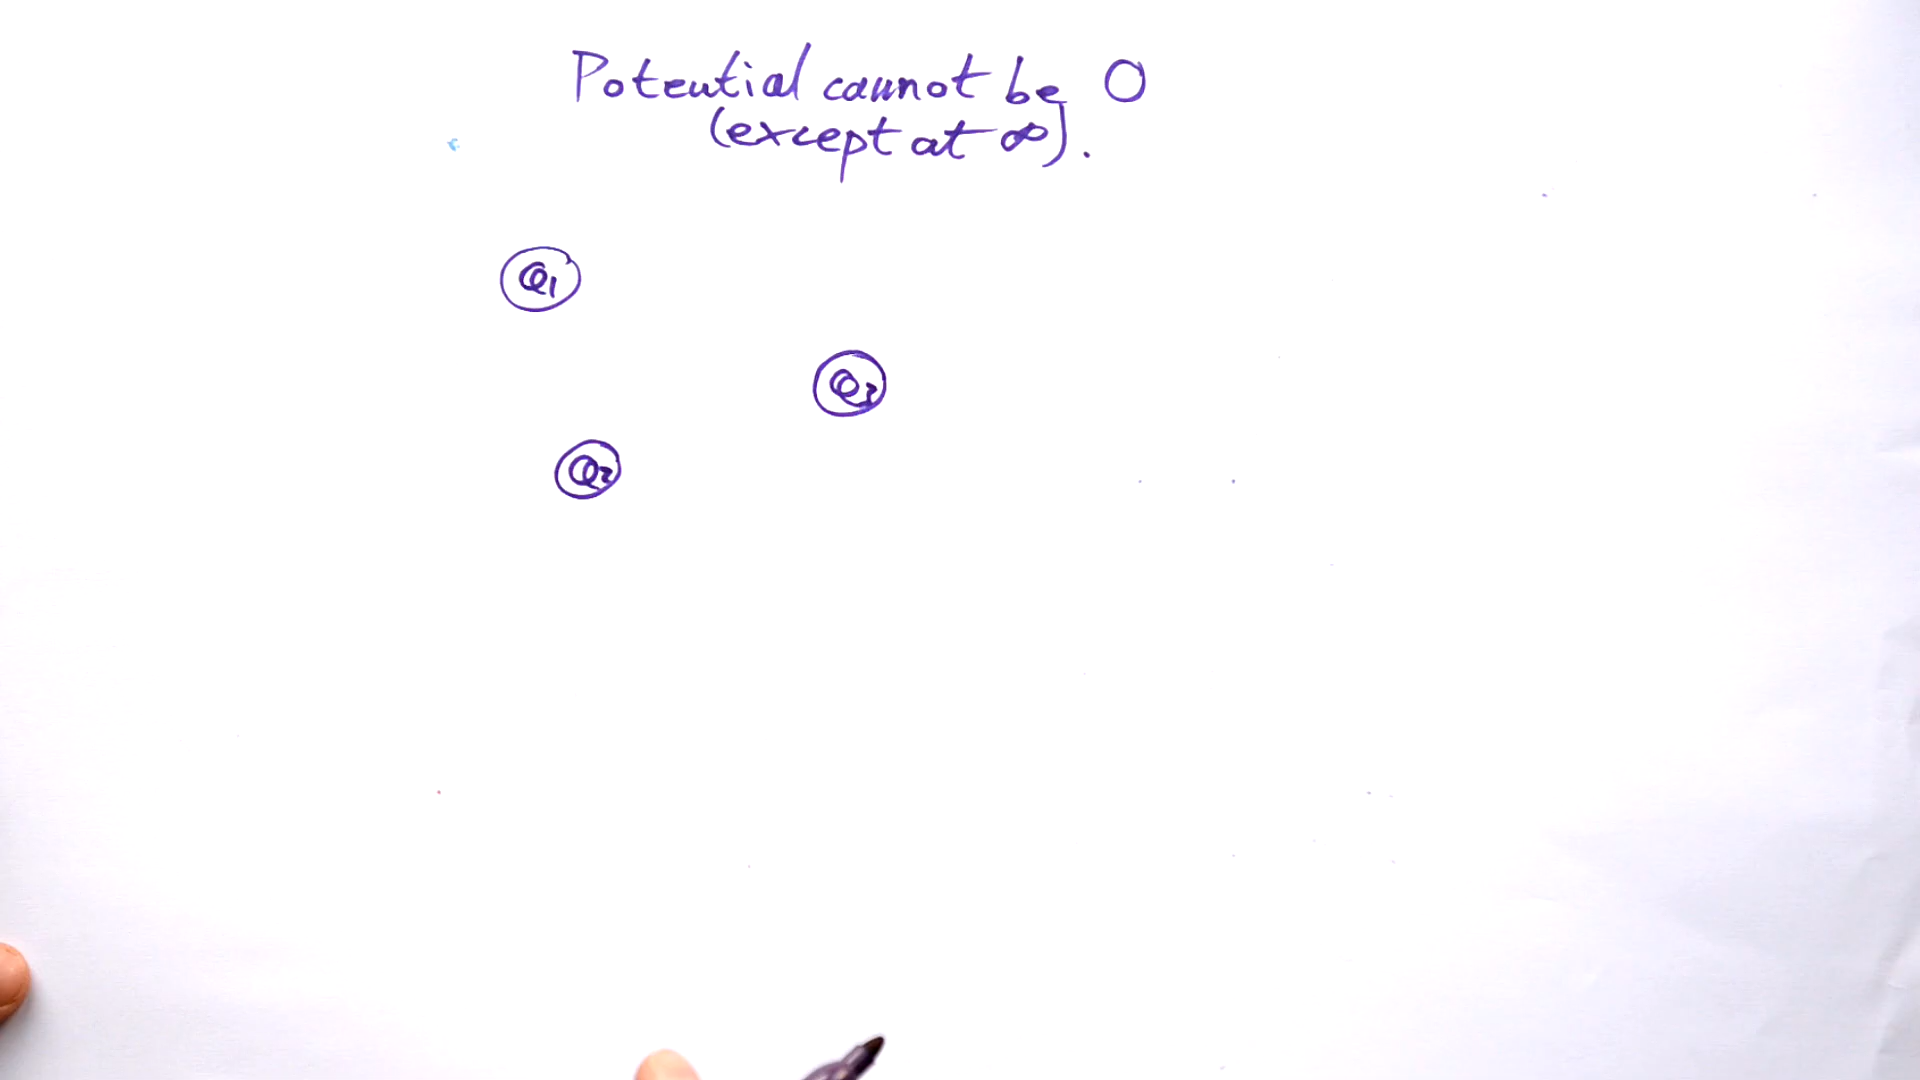 Potential cannot be 0
(except at ∞).
Q1
Q3
Q2